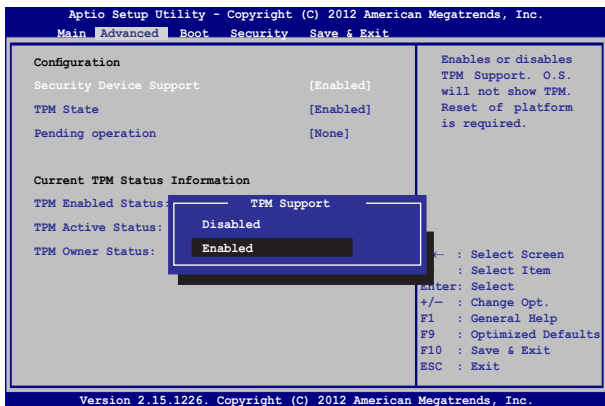 Aptio Setup Utility - Copyright (C) 2012 American Megatrends, Inc.
Main Advanced Boot Security Save & Exit
Configuration
Security Device Support [Enabled]
TPM State [Enabled]
Pending operation [None]
Current TPM Status Information
TPM Enabled Status:
TPM Active Status:
TPM Owner Status:
TPM Support
Disabled
Enabled
Enables or disables
TPM Support. O.S.
will not show TPM.
Reset of platform
is required.
← : Select Screen
: Select Item
Enter: Select
+/— : Change Opt.
F1 : General Help
F9 : Optimized Defaults
F10 : Save & Exit
ESC : Exit
Version 2.15.1226. Copyright (C) 2012 American Megatrends, Inc.